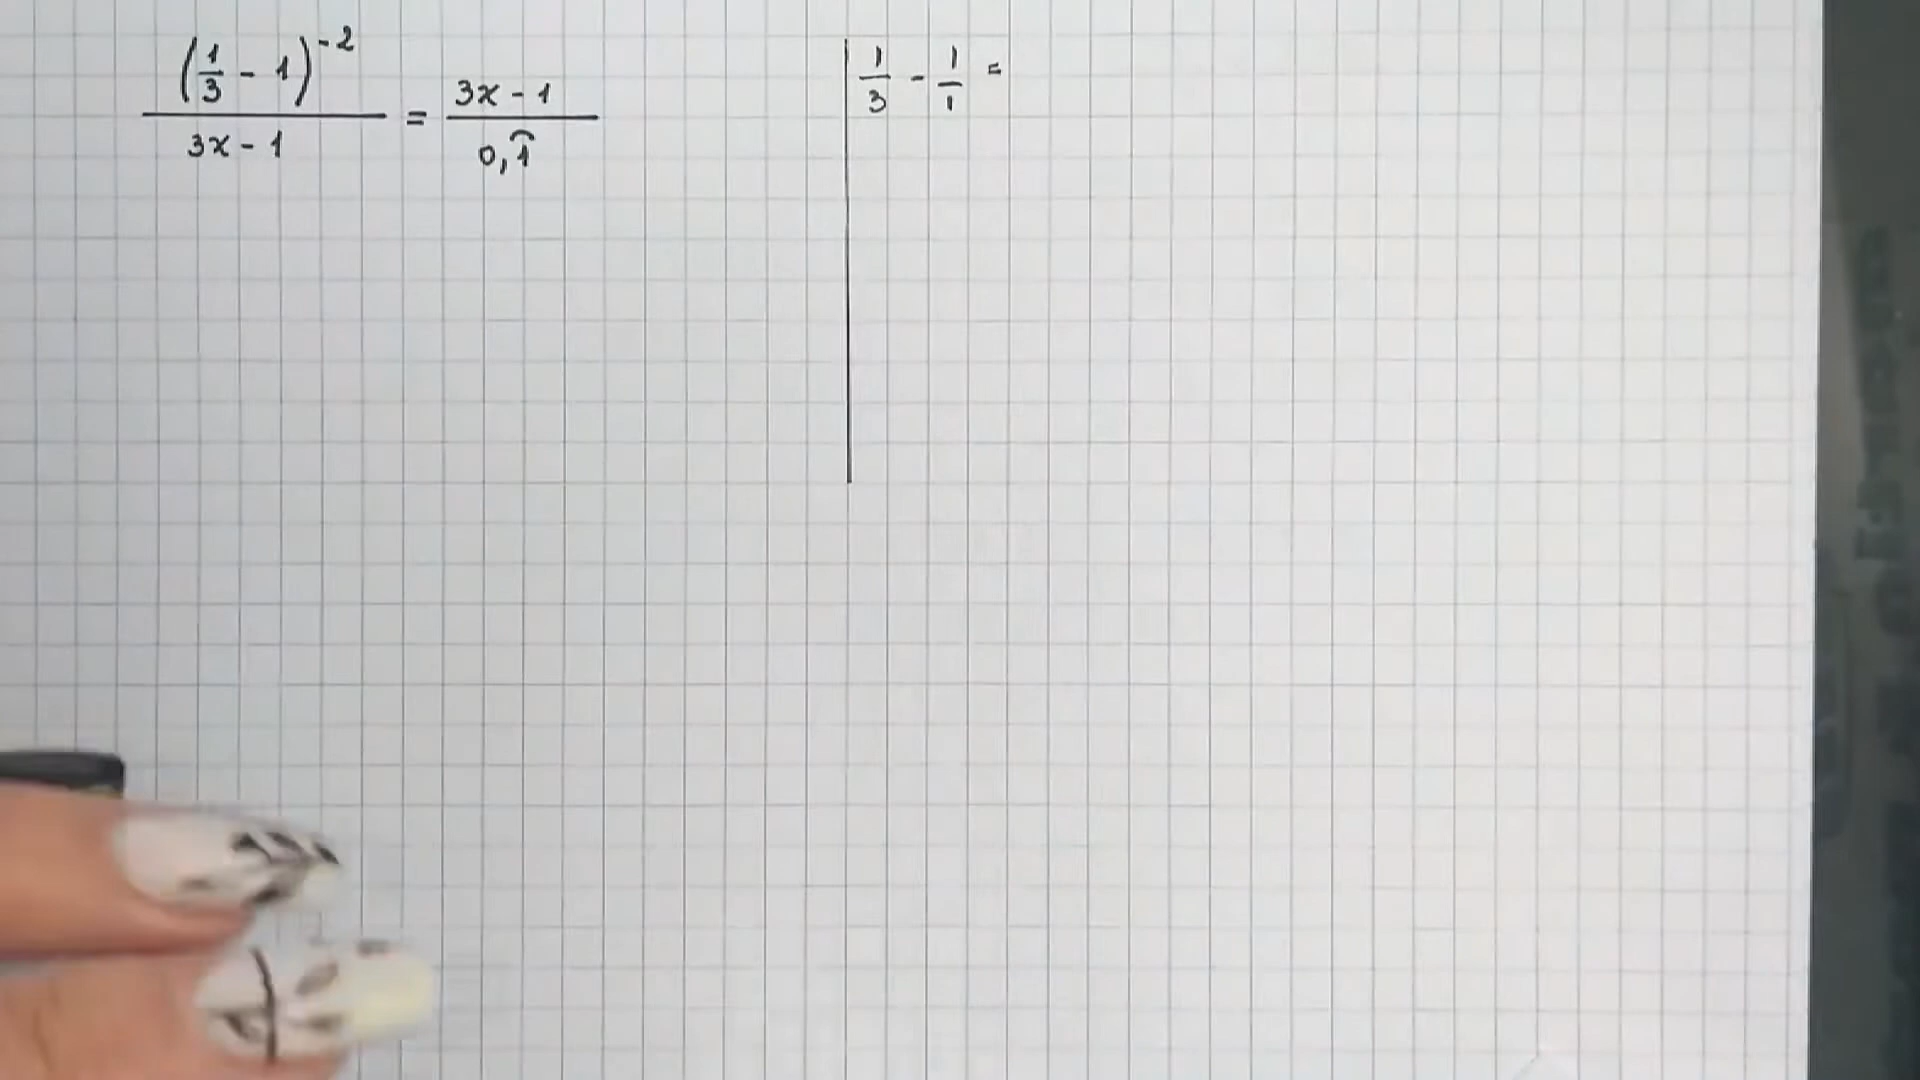 (1/3 - 1)^-2 / 3x - 1 = 3x - 1 / 0,1̑
1/3 - 1/1 =